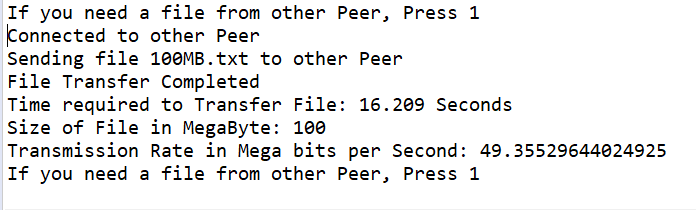 If you need a file from other Peer, Press 1
Connected to other Peer
Sending file 100MB.txt to other Peer
File Transfer Completed
Time required to Transfer File: 16.209 Seconds
Size of File in MegaByte: 100
Transmission Rate in Mega bits per Second: 49.35529644024925
If you need a file from other Peer, Press 1